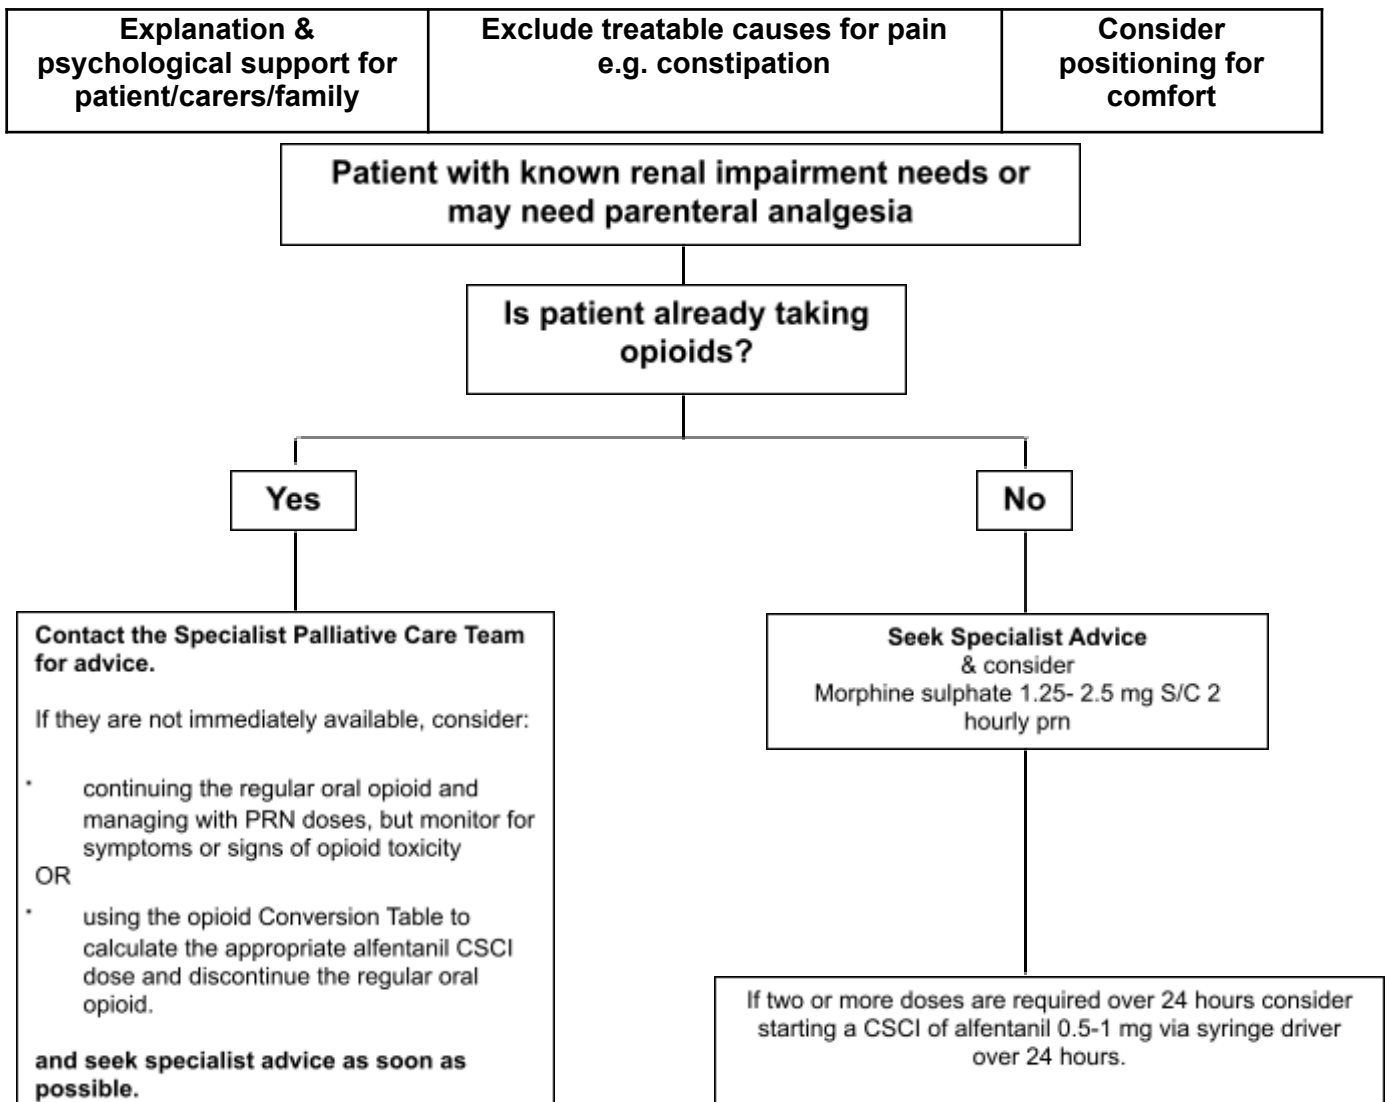 Explanation &
psychological support for
patient/carers/family
Exclude treatable causes for pain
e.g. constipation
Consider
positioning for
comfort
Patient with known renal impairment needs or
may need parenteral analgesia
Is patient already taking
opioids?
Yes
No
Contact the Specialist Palliative Care Team
for advice.
If they are not immediately available, consider:
* continuing the regular oral opioid and
managing with PRN doses, but monitor for
symptoms or signs of opioid toxicity
OR
* using the opioid Conversion Table to
calculate the appropriate alfentanil CSCI
dose and discontinue the regular oral
opioid.
and seek specialist advice as soon as
possible.
Seek Specialist Advice
& consider
Morphine sulphate 1.25- 2.5 mg S/C 2
hourly prn
If two or more doses are required over 24 hours consider
starting a CSCI of alfentanil 0.5-1 mg via syringe driver
over 24 hours.